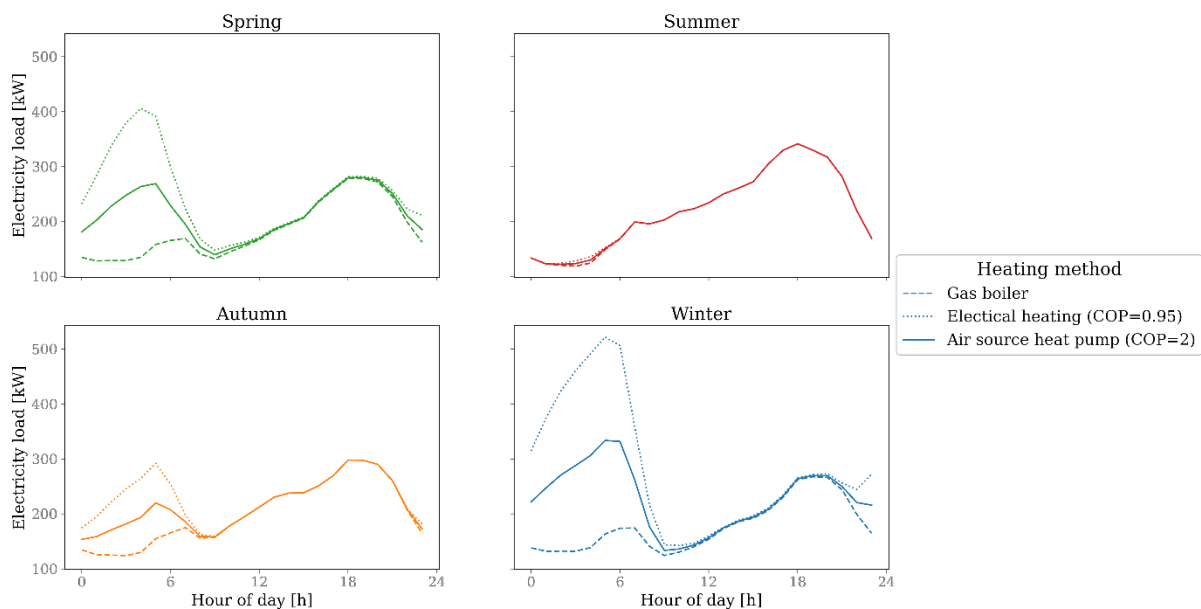 Spring
Summer
Electricity load [kW]
500
400
300
200
100
Heating method
Gas boiler
Electical heating (COP=0.95)
Air source heat pump (COP=2)
Autumn
Winter
Electricity load [kW]
500
400
300
200
100
0
6
12
18
24
0
6
12
18
24
Hour of day [h]
Hour of day [h]